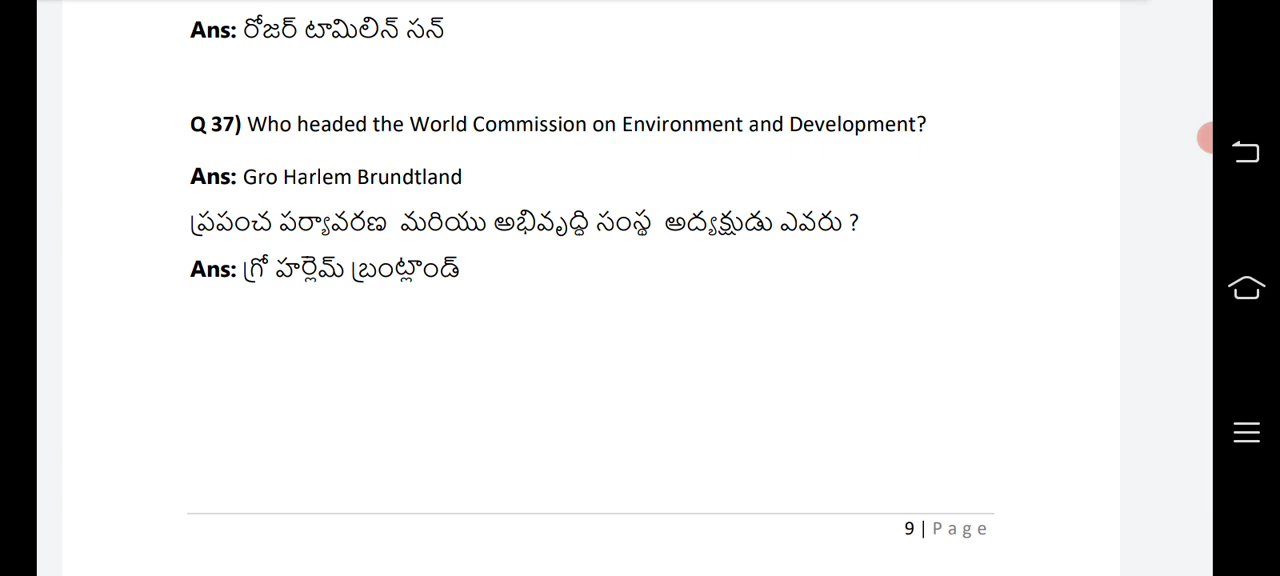 Ans: రోజర్ టామిలిన్ సన్
Q 37) Who headed the World Commission on Environment and Development?
Ans: Gro Harlem Brundtland
ప్రపంచ పర్యావరణ మరియు అభివృద్ధి సంస్థ అధ్యక్షుడు ఎవరు ?
Ans: గ్రో హర్లెమ్ బ్రంట్లాండ్
9 | P a g e